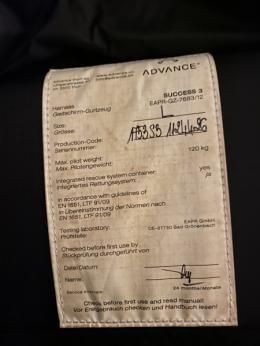 ADVANCE
Harness
Gleitschirm-Gurtzeug
SUCCESS 3
EAPR-GZ-7683/12
Size:
Grösse:
L
Production-Code:
Seriennummer:
Max. pilot weight:
Max. Pilotengewicht:
120 kg
Integrated rescue system container:
Integriertes Rettungssystem:
yes
ja
in accordance with guidelines of
EN 1651, LTF 91/09
in Übereinstimmung der Normen nach
EN 1651, LTF 91/09
Testing laboratory:
Prüfstelle:
EAPR GmbH
DE-87730 Bad Grönenbach
Checked before first use by
Stückprüfung durchgeführt von
Date/Datum:
Name:
24 months/Monate
Check before first use and read manual!
Vor Erstgebrauch checken und Handbuch lesen!